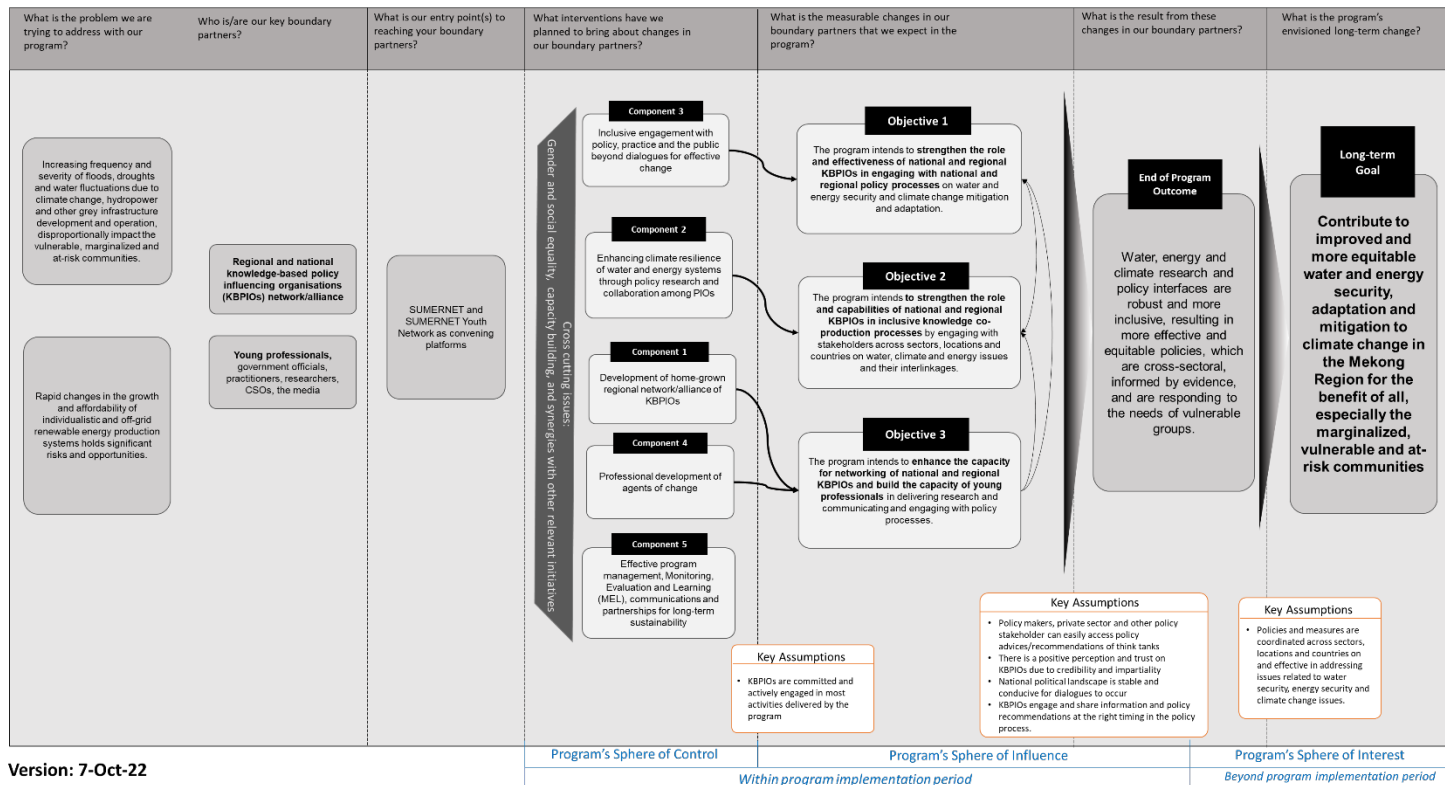 What is the problem we are
trying to address with our
program?
Who is/are our key boundary
partners?
What is our entry point(s) to
reaching your boundary
partners?
What interventions have we
planned to bring about changes in
our boundary partners?
What is the measurable changes in our
boundary partners that we expect in the
program?
What is the result from these
changes in our boundary partners?
What is the program's
envisioned long-term change?
Increasing frequency and
severity of floods, droughts
and water fluctuations due to
climate change, hydropower
and other grey infrastructure
development and operation,
disproportionally impact the
vulnerable, marginalized and
at-risk communities.
Rapid changes in the growth
and affordability of
individualistic and off-grid
renewable energy production
systems holds significant
risks and opportunities.
Regional and national
knowledge-based policy
influencing organisations
(KBPIOs) network/alliance
Young professionals,
government officials,
practitioners, researchers,
CSOs, the media
SUMERNET and
SUMERNET Youth
Network as convening
platforms
Cross cutting issues:
Gender and social equality, capacity building, and synergies with other relevant initiatives
Component 3
Inclusive engagement with
policy, practice and the public
beyond dialogues for effective
change
Component 2
Enhancing climate resilience
of water and energy systems
through policy research and
collaboration among PIOs
Component 1
Development of home-grown
regional network/alliance of
KBPIOs
Component 4
Professional development of
agents of change
Component 5
Effective program
management, Monitoring,
Evaluation and Learning
(MEL), communications and
partnerships for long-term
sustainability
Objective 1
The program intends to strengthen the role
and effectiveness of national and regional
KBPIOs in engaging with national and
regional policy processes on water and
energy security and climate change mitigation
and adaptation.
Objective 2
The program intends to strengthen the role
and capabilities of national and regional
KBPIOs in inclusive knowledge co-
production processes by engaging with
stakeholders across sectors, locations and
countries on water, climate and energy issues
and their interlinkages.
Objective 3
The program intends to enhance the capacity
for networking of national and regional
KBPIOs and build the capacity of young
professionals in delivering research and
communicating and engaging with policy
processes.
End of Program
Outcome
Water, energy and
climate research and
policy interfaces are
robust and more
inclusive, resulting in
more effective and
equitable policies, which
are cross-sectoral,
informed by evidence,
and are responding to
the needs of vulnerable
groups.
Long-term
Goal
Contribute to
improved and
more equitable
water and energy
security,
adaptation and
mitigation to
climate change in
the Mekong
Region for the
benefit of all,
especially the
marginalized,
vulnerable and at-
risk communities
Key Assumptions
• KBPIOs are committed and
actively engaged in most
activities delivered by the
program
Key Assumptions
• Policy makers, private sector and other policy
stakeholder can easily access policy
advices/recommendations of think tanks
• There is a positive perception and trust on
KBPIOs due to credibility and impartiality
• National political landscape is stable and
conducive for dialogues to occur
• KBPIOs engage and share information and policy
recommendations at the right timing in the policy
process.
Key Assumptions
• Policies and measures are
coordinated across sectors,
locations and countries on
and effective in addressing
issues related to water
security, energy security and
climate change issues.
Program's Sphere of Control
Program's Sphere of Influence
Program's Sphere of Interest
Within program implementation period
Beyond program implementation period
Version: 7-Oct-22